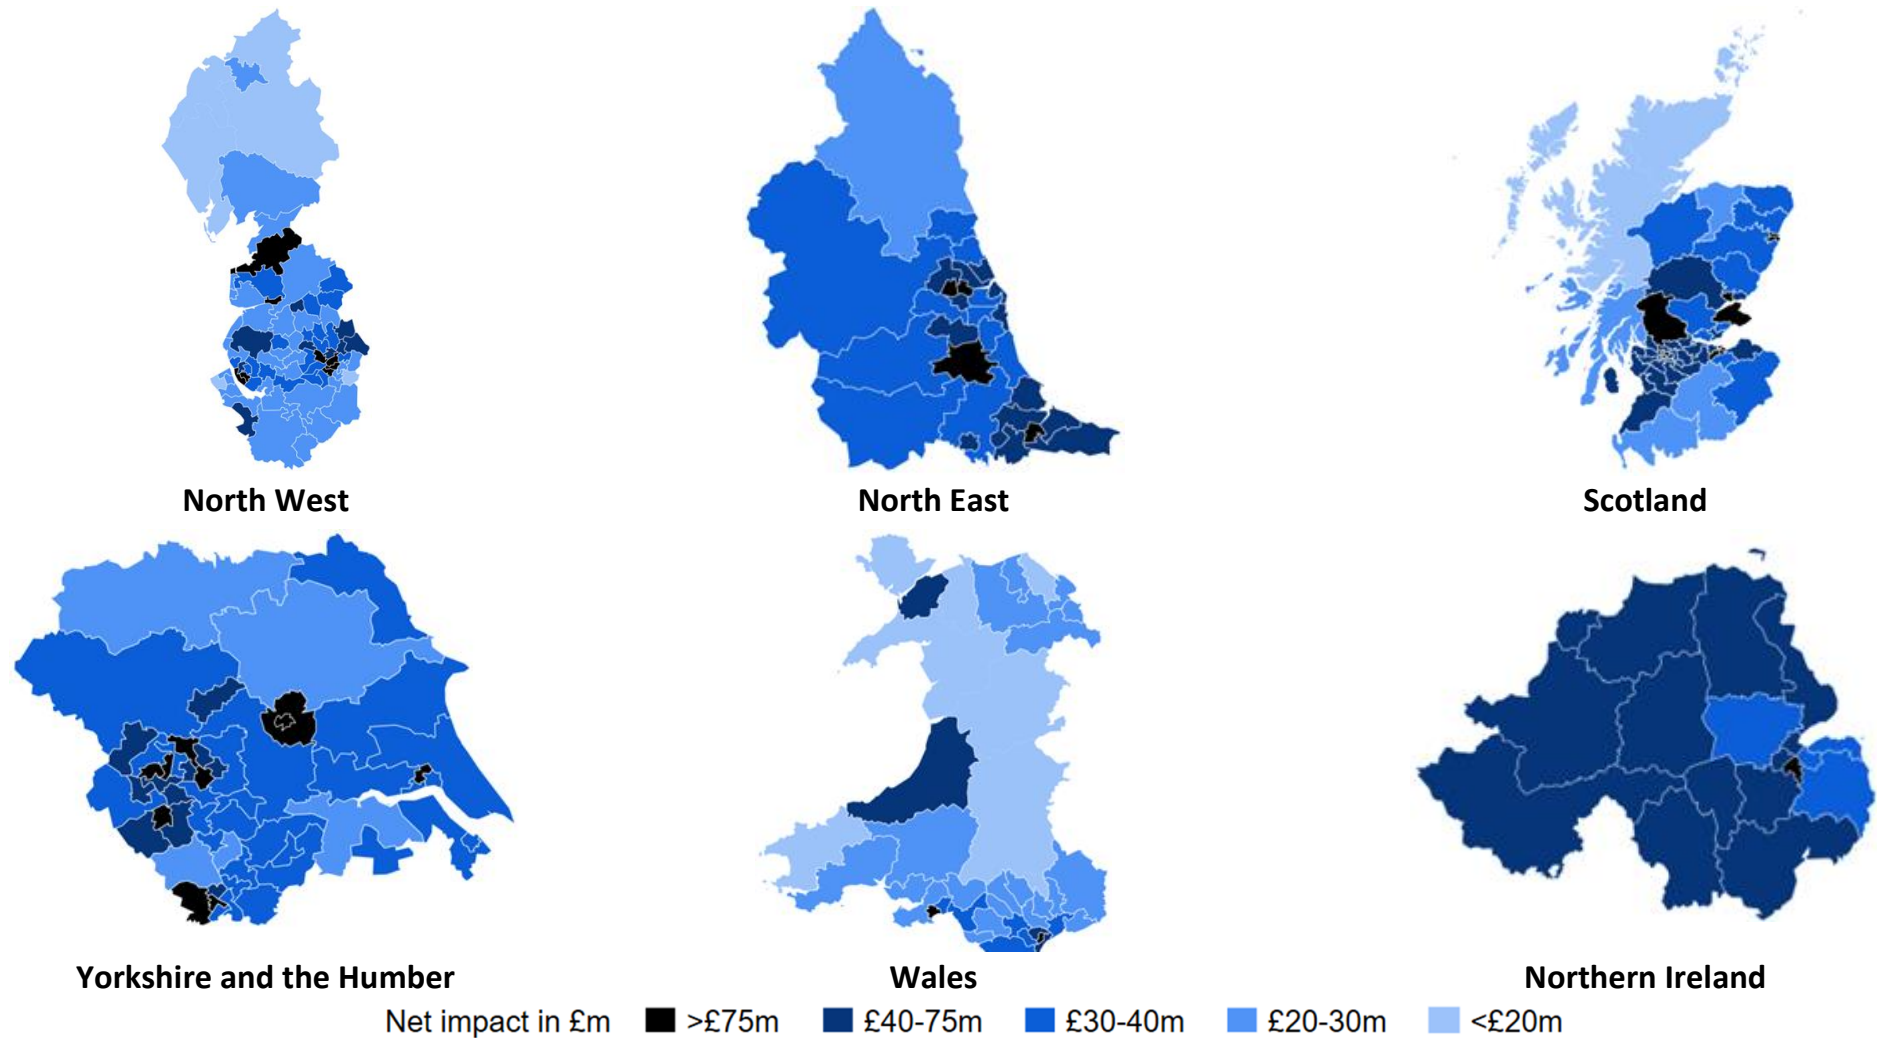 North West
North East
Scotland
Yorkshire and the Humber
Wales
Northern Ireland
Net impact in £m >£75m £40-75m £30-40m £20-30m <£20m